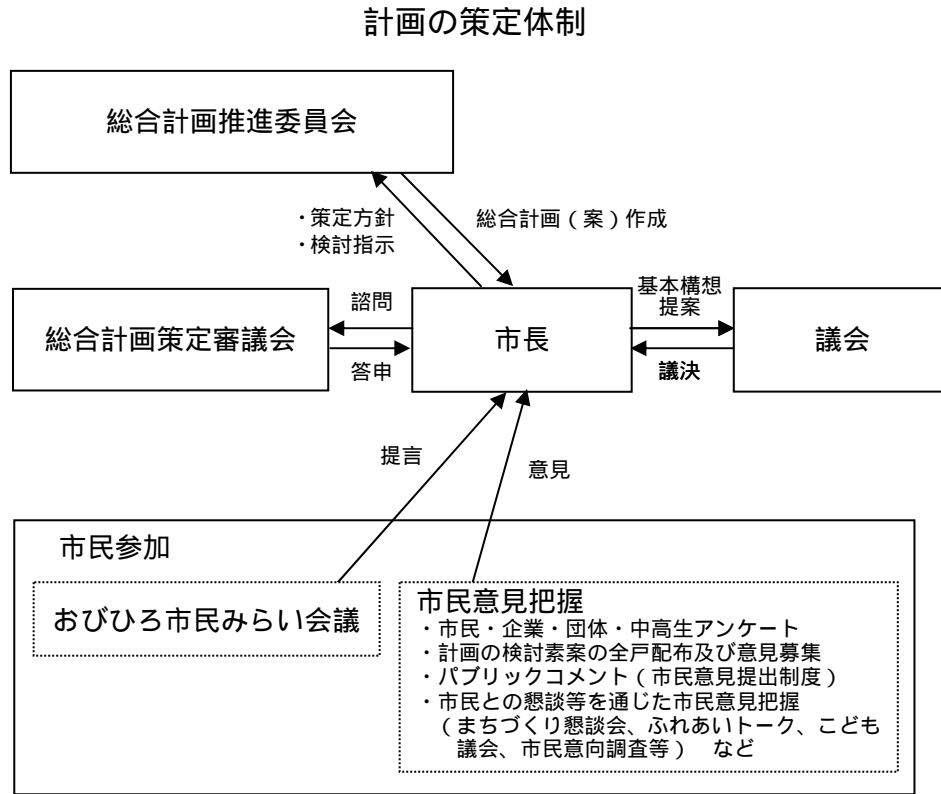 計画の策定体制
総合計画推進委員会
・策定方針
・検討指示
総合計画(案)作成
総合計画策定審議会
諮問
答申
市長
基本構想
提案
議決
議会
提言
意見
市民参加
おびひろ市民みらい会議
市民意見把握
・市民・企業・団体・中高生アンケート
・計画の検討素案の全戸配布及び意見募集
・パブリックコメント(市民意見提出制度)
・市民との懇談等を通じた市民意見把握
(まちづくり懇談会、ふれあいトーク、こども
議会、市民意向調査等) など